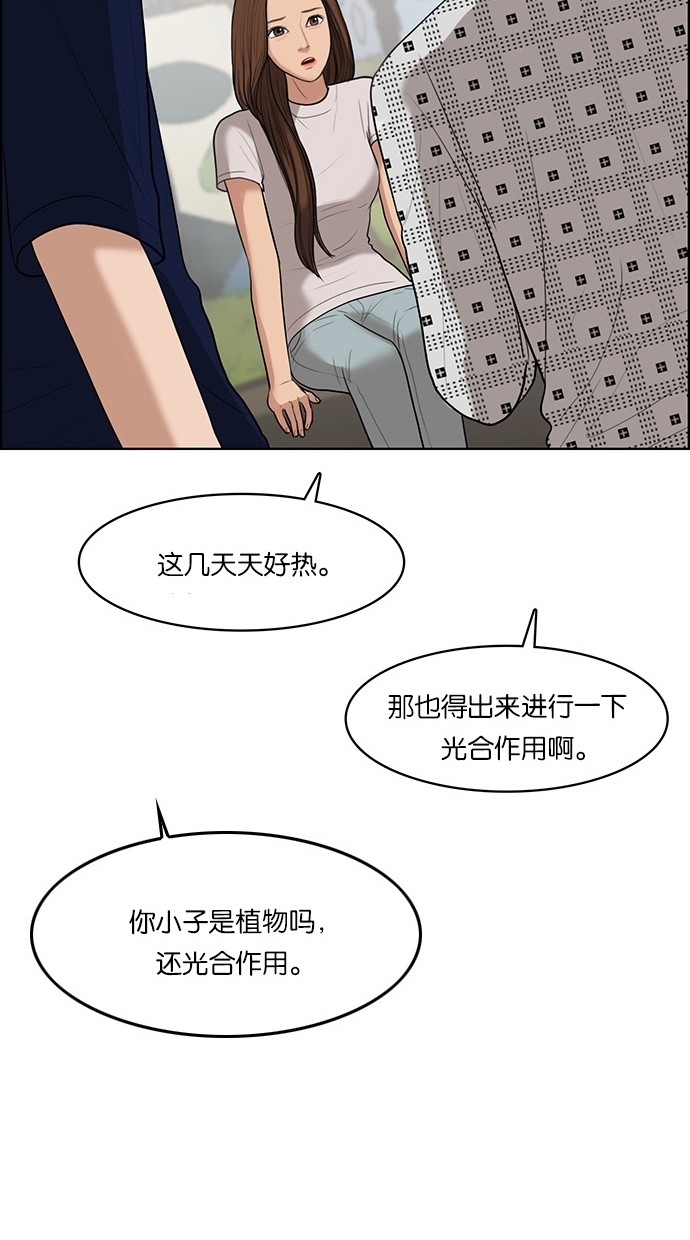 这几天天好热。
那也得出来进行一下
光合作用啊。
你小子是植物吗，
还光合作用。